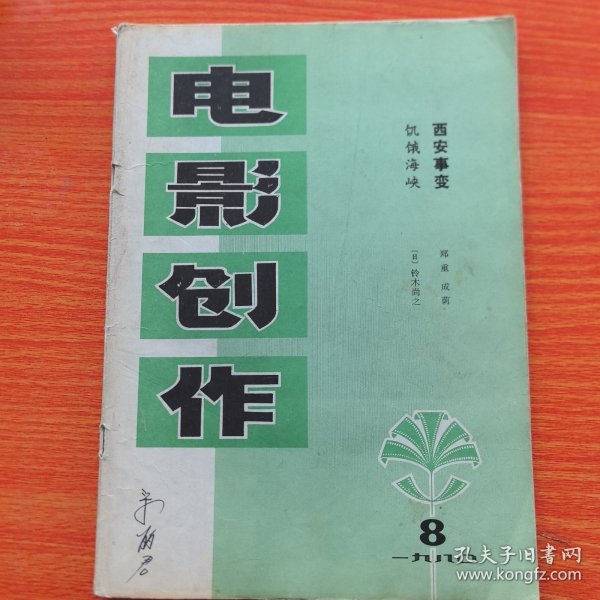 电影创作
西安事变
郑重 成荫
饥饿海峡
〔日〕铃木尚之
8
孔夫子旧书网
www.kongfz.com